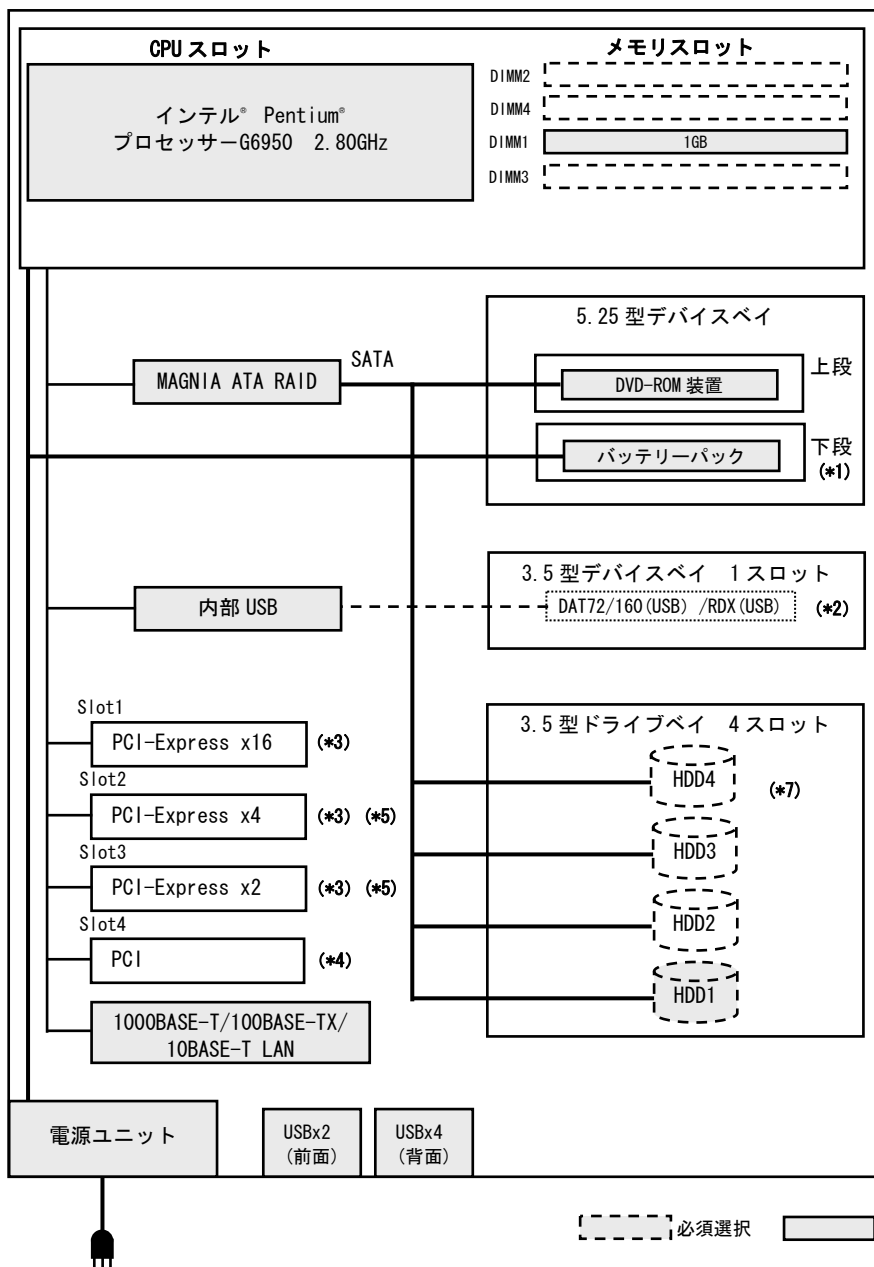 CPU スロット
メモリスロット
インテル® Pentium®
プロセッサーG6950 2.80GHz
DIMM2
DIMM4
DIMM1
1GB
DIMM3
5.25 型デバイスベイ
MAGNIA ATA RAID
SATA
DVD-ROM 装置
上段
バッテリーパック
下段
(*1)
3.5 型デバイスベイ 1スロット
内部 USB
DAT72/160(USB) /RDX(USB)
(*2)
Slot1
PCI-Express x16
(*3)
Slot2
PCI-Express x4
(*3) (*5)
Slot3
PCI-Express x2
(*3) (*5)
Slot4
PCI
(*4)
1000BASE-T/100BASE-TX/
10BASE-T LAN
3.5 型ドライブベイ 4スロット
HDD4
(*7)
HDD3
HDD2
HDD1
電源ユニット
USBx2
(前面)
USBx4
(背面)
必須選択